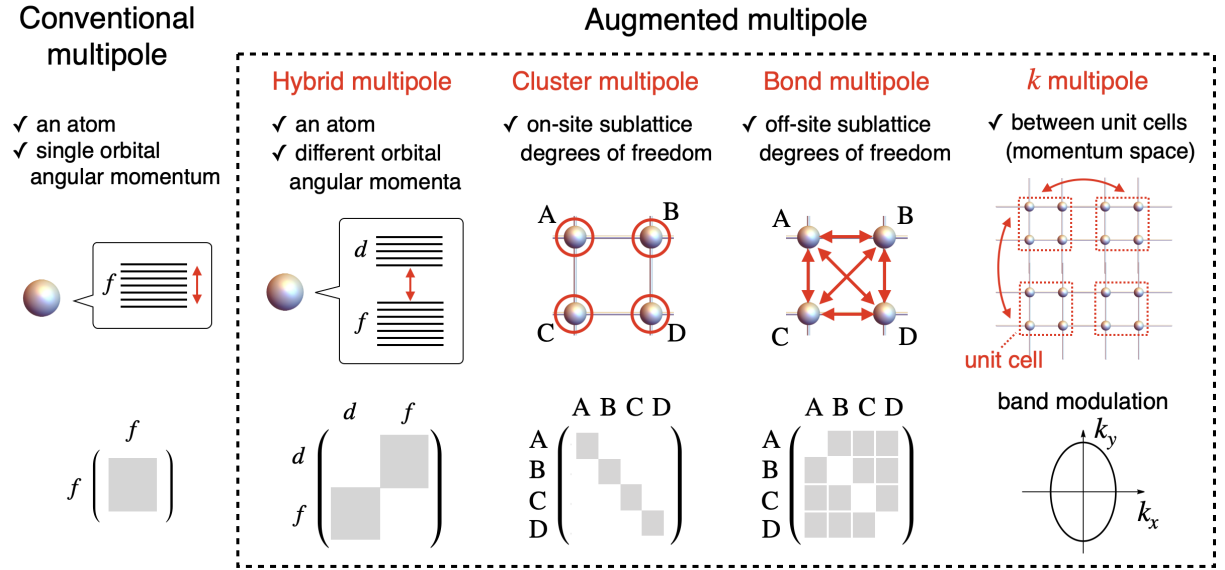 Conventional
multipole
Augmented multipole
✓ an atom
✓ single orbital
angular momentum
f
f
f
Hybrid multipole
✓ an atom
✓ different orbital
angular momenta
d
f
d f
d
f
Cluster multipole
✓ on-site sublattice
degrees of freedom
A B
C D
A B C D
A
B
C
D
Bond multipole
✓ off-site sublattice
degrees of freedom
A B
C D
A B C D
A
B
C
D
k multipole
✓ between unit cells
(momentum space)
unit cell
band modulation
k_y
k_x